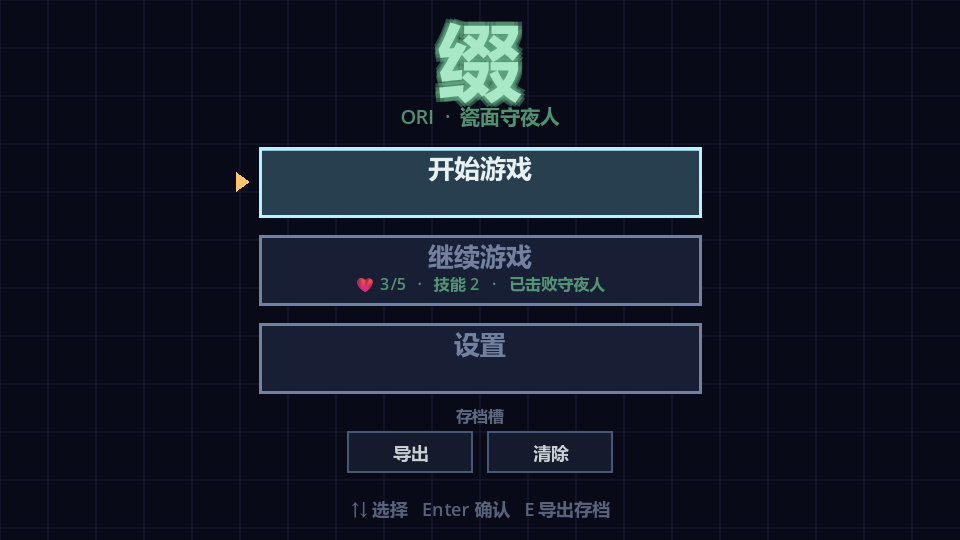 缀
ORI · 瓷面守夜人
开始游戏
继续游戏
❤️ 3/5 · 技能 2 · 已击败守夜人
设置
存档槽
导出 清除
↑↓ 选择 Enter 确认 E 导出存档